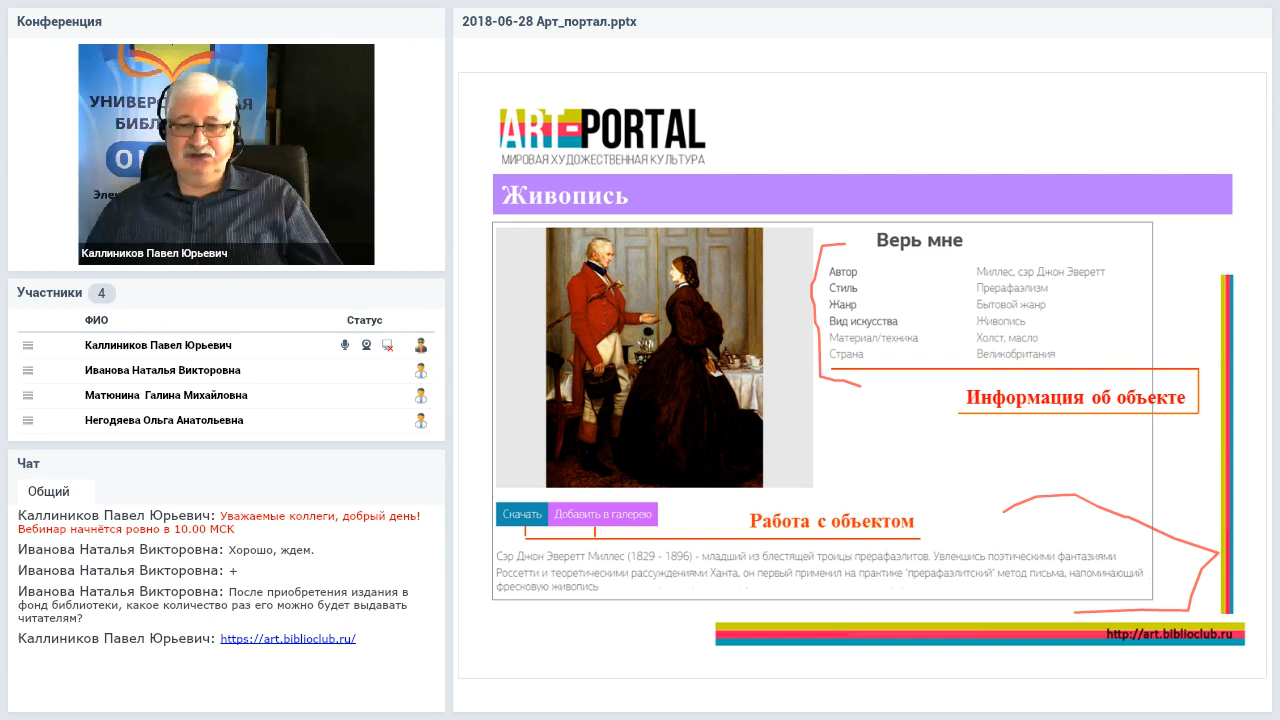 Конференция
УНИВЕР
АЯ
БИБЛ
Каллиников Павел Юрьевич
Участники 4
ФИО Статус
Каллиников Павел Юрьевич
Иванова Наталья Викторовна
Матюнина Галина Михайловна
Негодяева Ольга Анатольевна
Чат
Общий
Каллиников Павел Юрьевич: Уважаемые коллеги, добрый день!
Вебинар начнётся ровно в 10.00 МСК
Иванова Наталья Викторовна: Хорошо, ждем.
Иванова Наталья Викторовна: +
Иванова Наталья Викторовна: После приобретения издания в
фонд библиотеки, какое количество раз его можно будет выдавать
читателям?
Каллиников Павел Юрьевич: https://art.biblioclub.ru/
2018-06-28 Арт_портал.pptx
ART-PORTAL
МИРОВАЯ ХУДОЖЕСТВЕННАЯ КУЛЬТУРА
Живопись
Верь мне
Автор Миллес, сэр Джон Эверетт
Стиль Прерафаэлизм
Жанр Бытовой жанр
Вид искусства Живопись
Материал/техника Холст, масло
Страна Великобритания
Информация об объекте
Скачать Добавить в галерею
Работа с объектом
Сэр Джон Эверетт Миллес (1829 - 1896) - младший из блестящей троицы прерафаэлитов. Увлекшись поэтическими фантазиями
Россетти и теоретическими рассуждениями Ханта, он первый применил на практике "прерафаэлитский" метод письма, напоминающий
фресковую живопись
http://art.biblioclub.ru